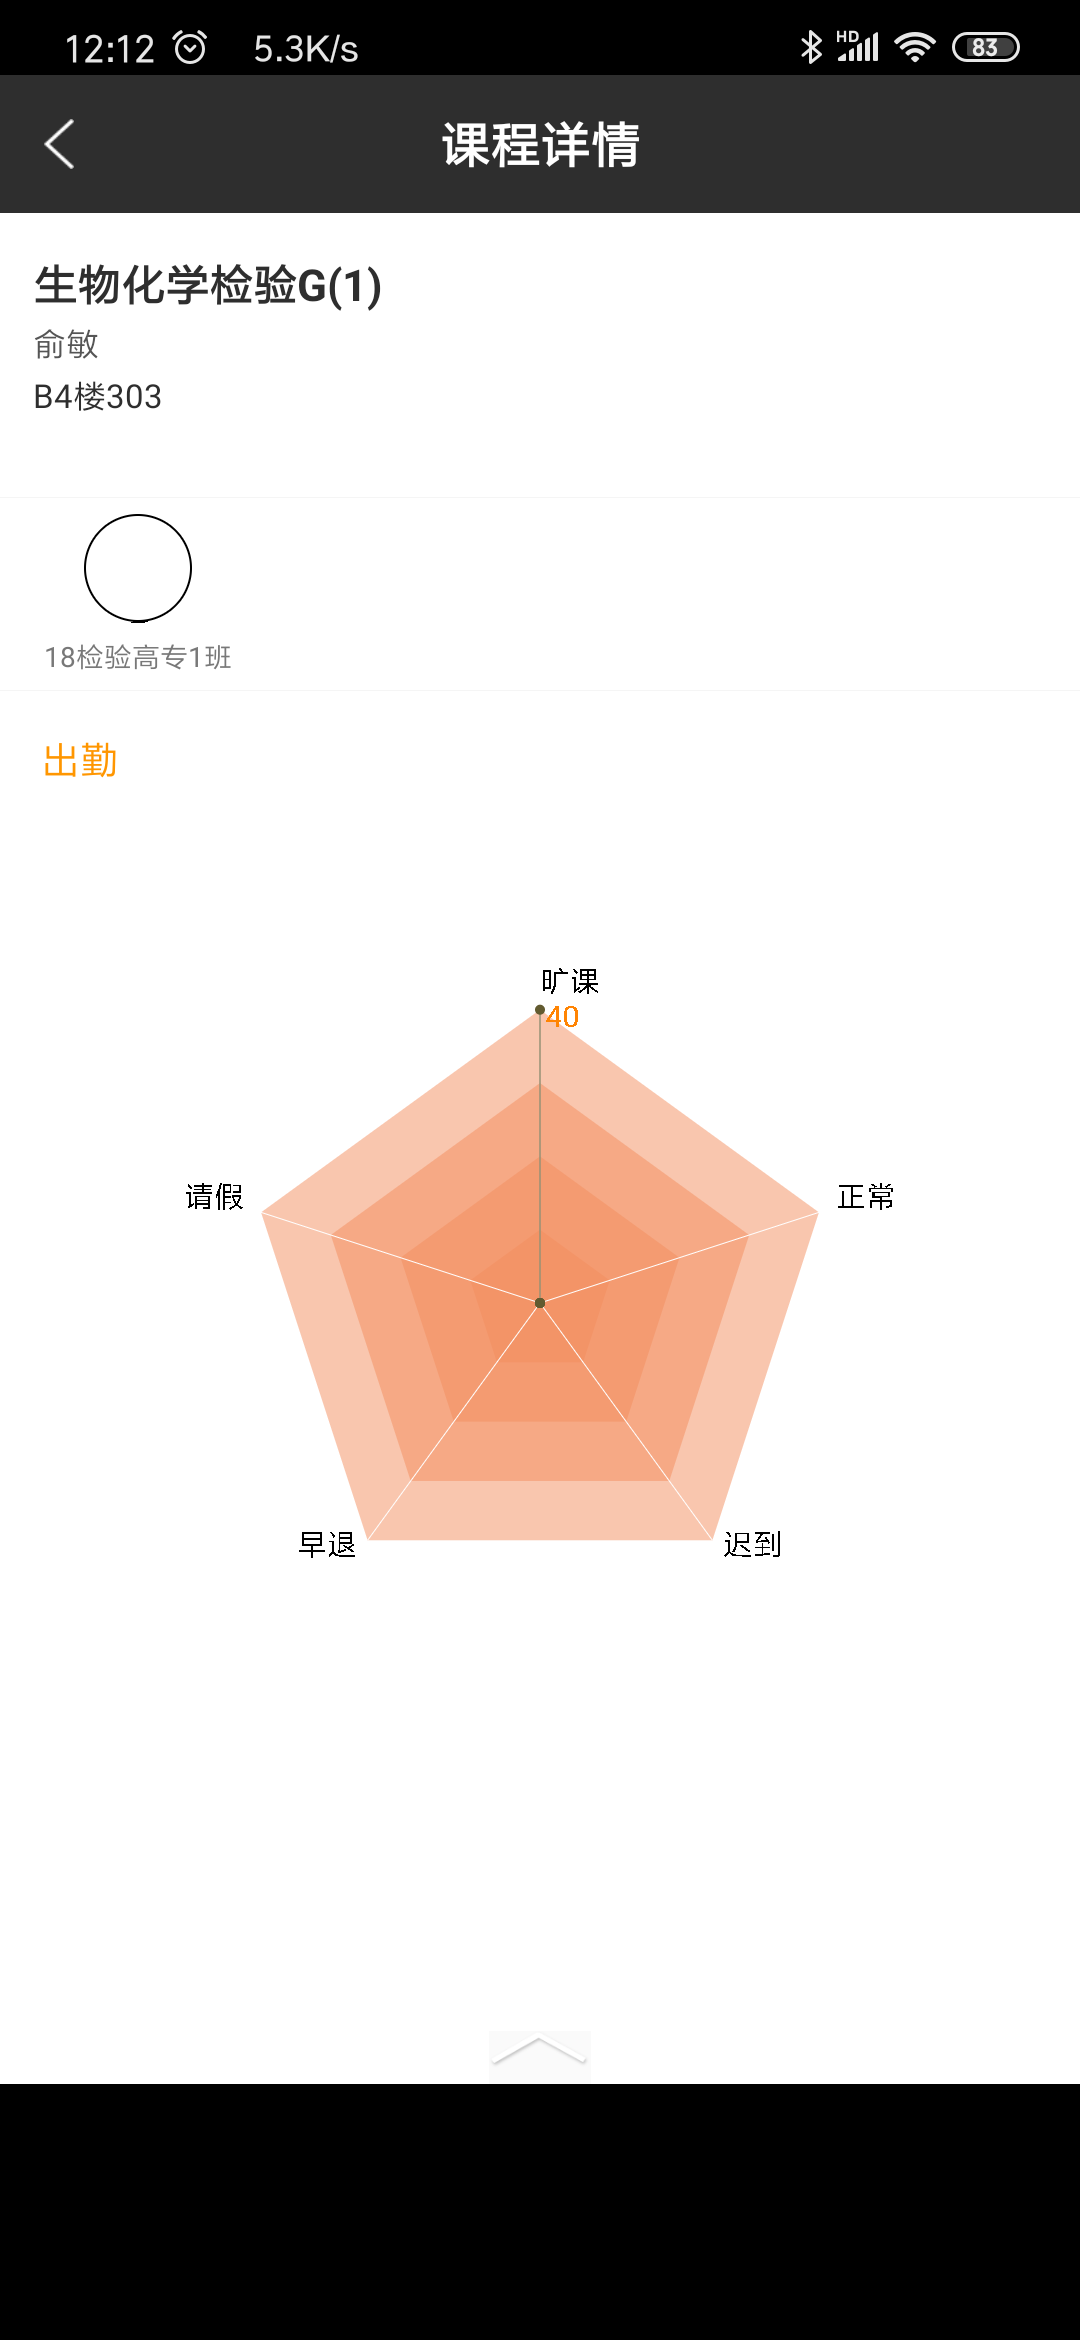 12:12 5.3K/s HD 83
课程详情
生物化学检验G(1)
俞敏
B4楼303
18检验高专1班
出勤
旷课
40
请假
正常
早退
迟到